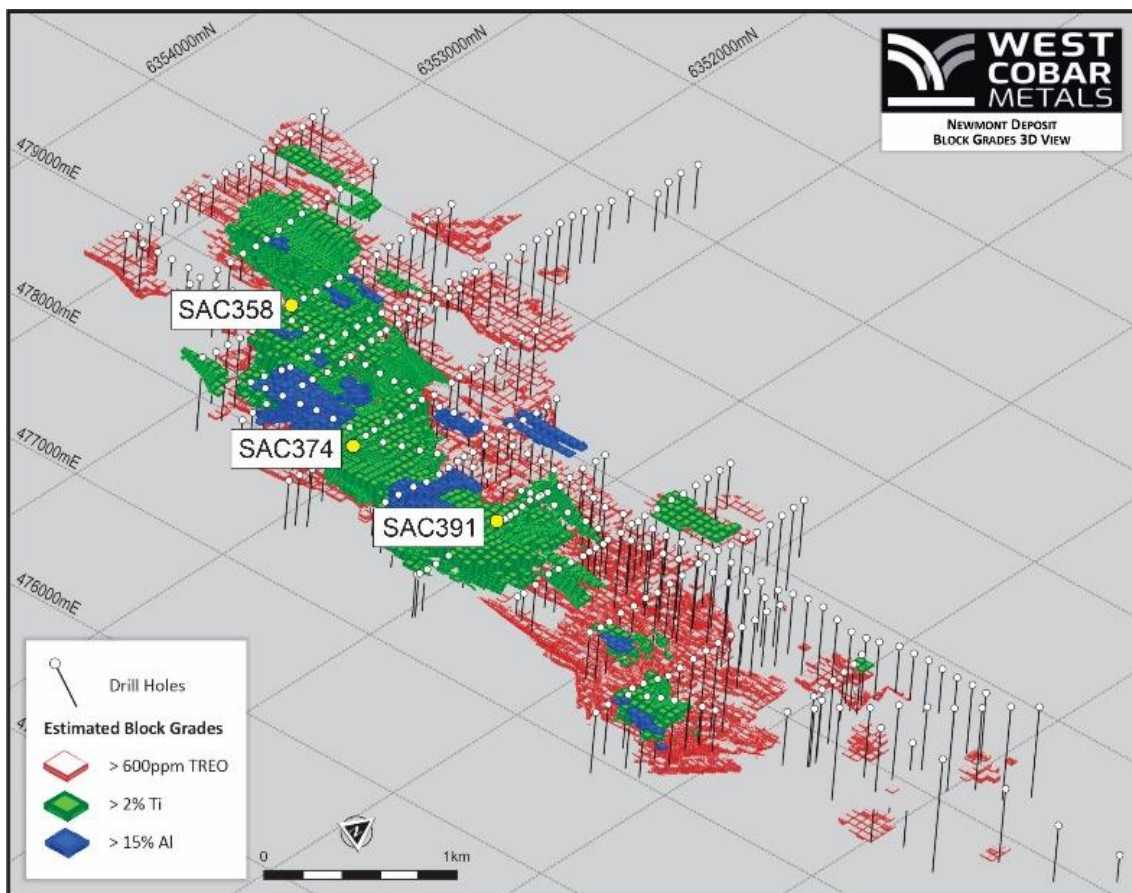 6354000mN
6353000mN
6352000mN
WEST
COBAR
METALS
NEWMONT DEPOSIT
BLOCK GRADES 3D VIEW
479000mE
478000mE
SAC358
477000mE
SAC374
SAC391
476000mE
Drill Holes
Estimated Block Grades
> 600ppm TREO
> 2% Ti
> 15% Al
0 1km